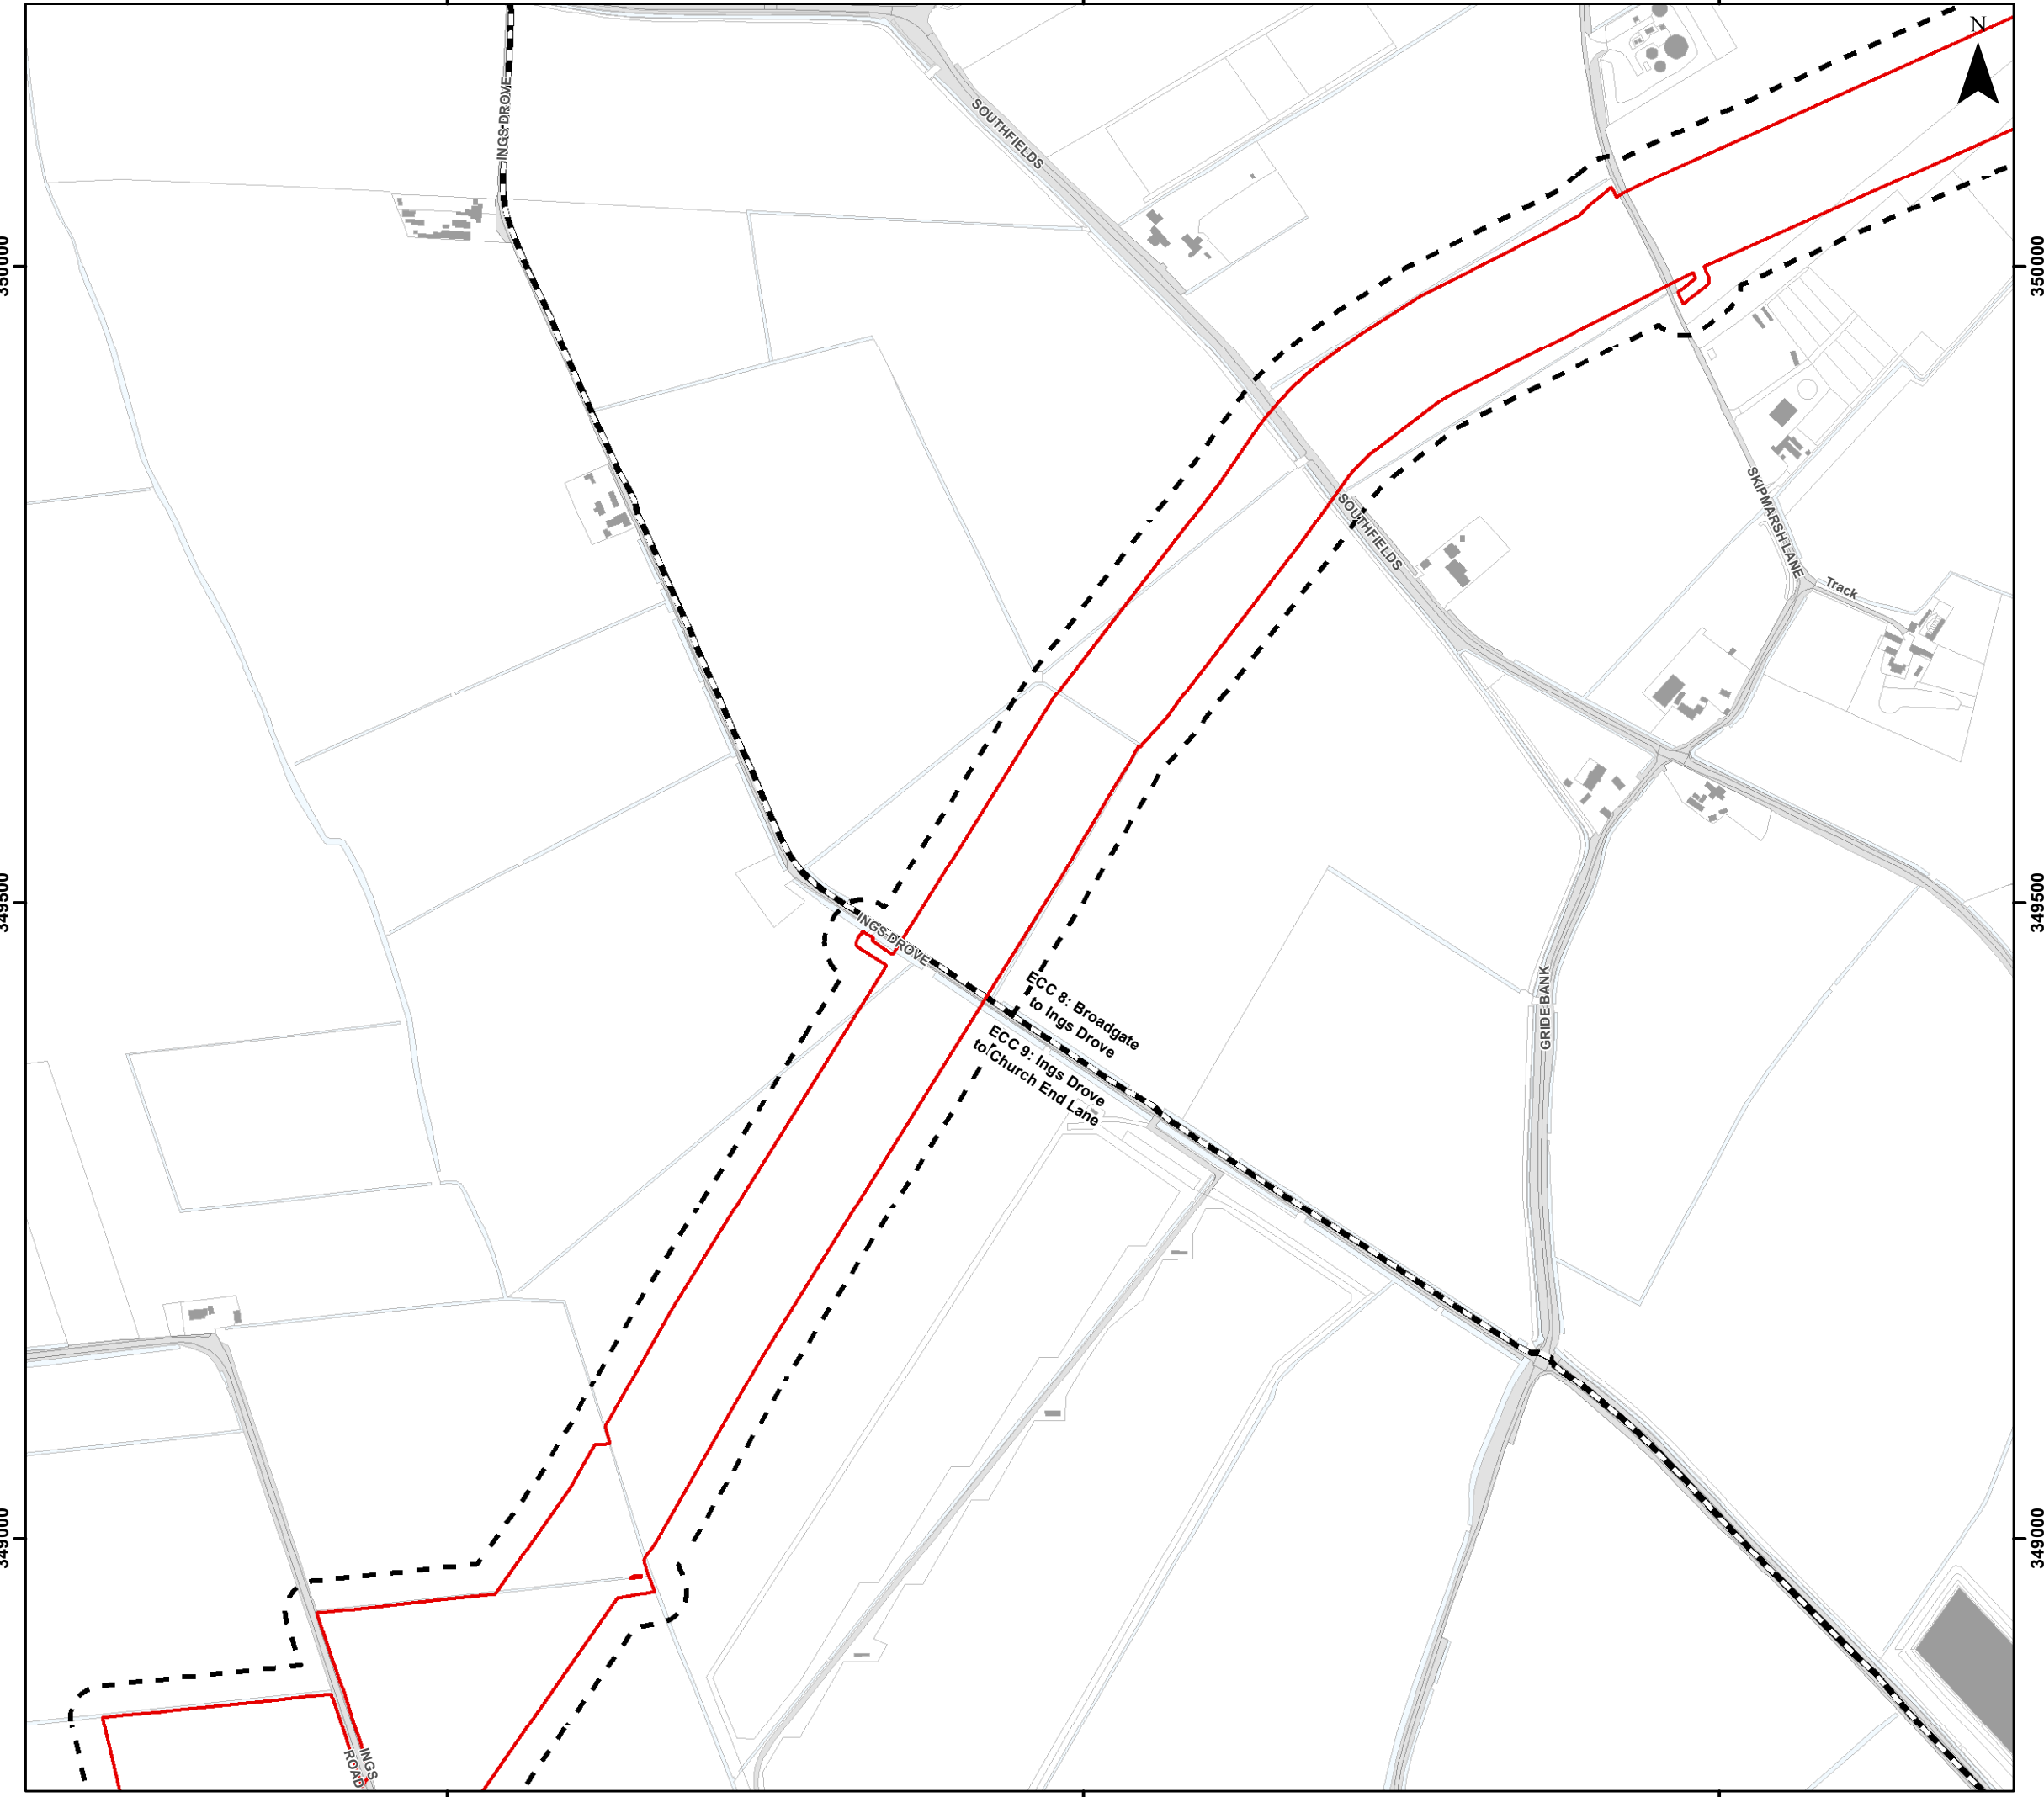 N
INGS DROVE
SOUTHFIELDS
350000
350000
SOUTHFIELDS
SKIPMARSH LANE
Track
349500
349500
INGS DROVE
ECC 8: Broadgate
to Ings Drove
ECC 9: Ings Drove
to Church End Lane
GRIDE BANK
349000
349000
INGS
ROAD